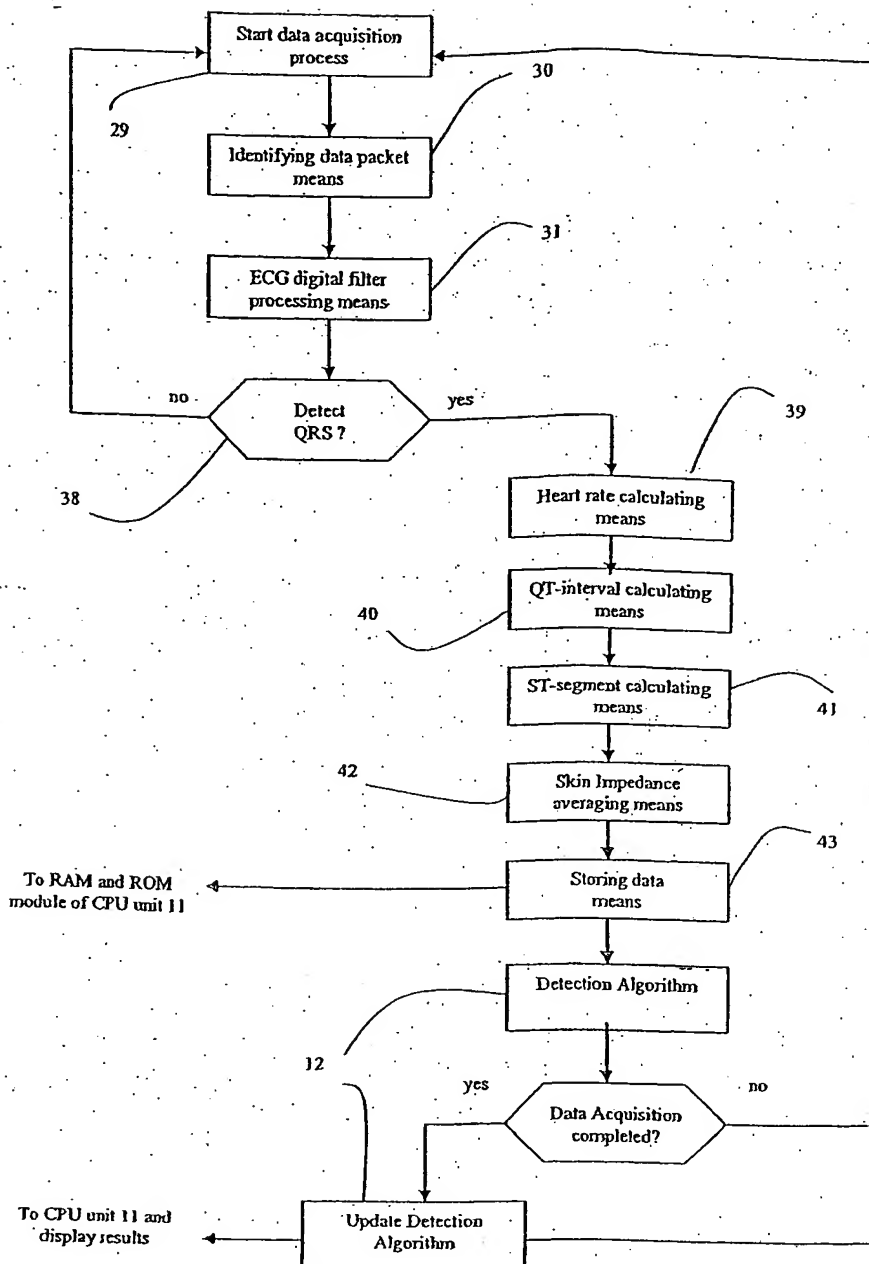 Start data acquisition
process
30
29
Identifying data packet
means
31
ECG digital filter
processing means
no
yes
Detect
QRS ?
39
38
Heart rate calculating
means
QT-interval calculating
means
40
ST-segment calculating
means
41
42
Skin Impedance
averaging means
43
To RAM and ROM
module of CPU unit 11
Storing data
means
Detection Algorithm
12
yes
no
Data Acquisition
completed?
To CPU unit 11 and
display results
Update Detection
Algorithm